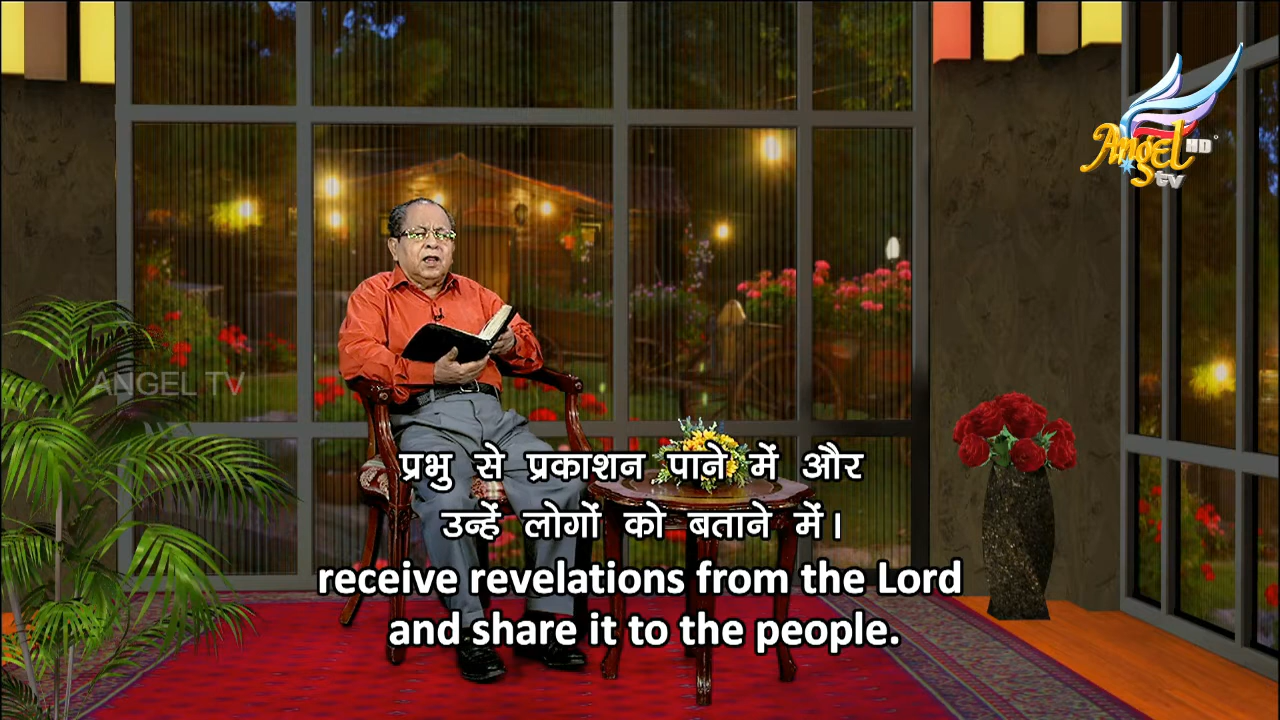 Angel HD
tv
ANGEL TV
प्रभु से प्रकाशन पाने में और
उन्हें लोगों को बताने में।
receive revelations from the Lord
and share it to the people.